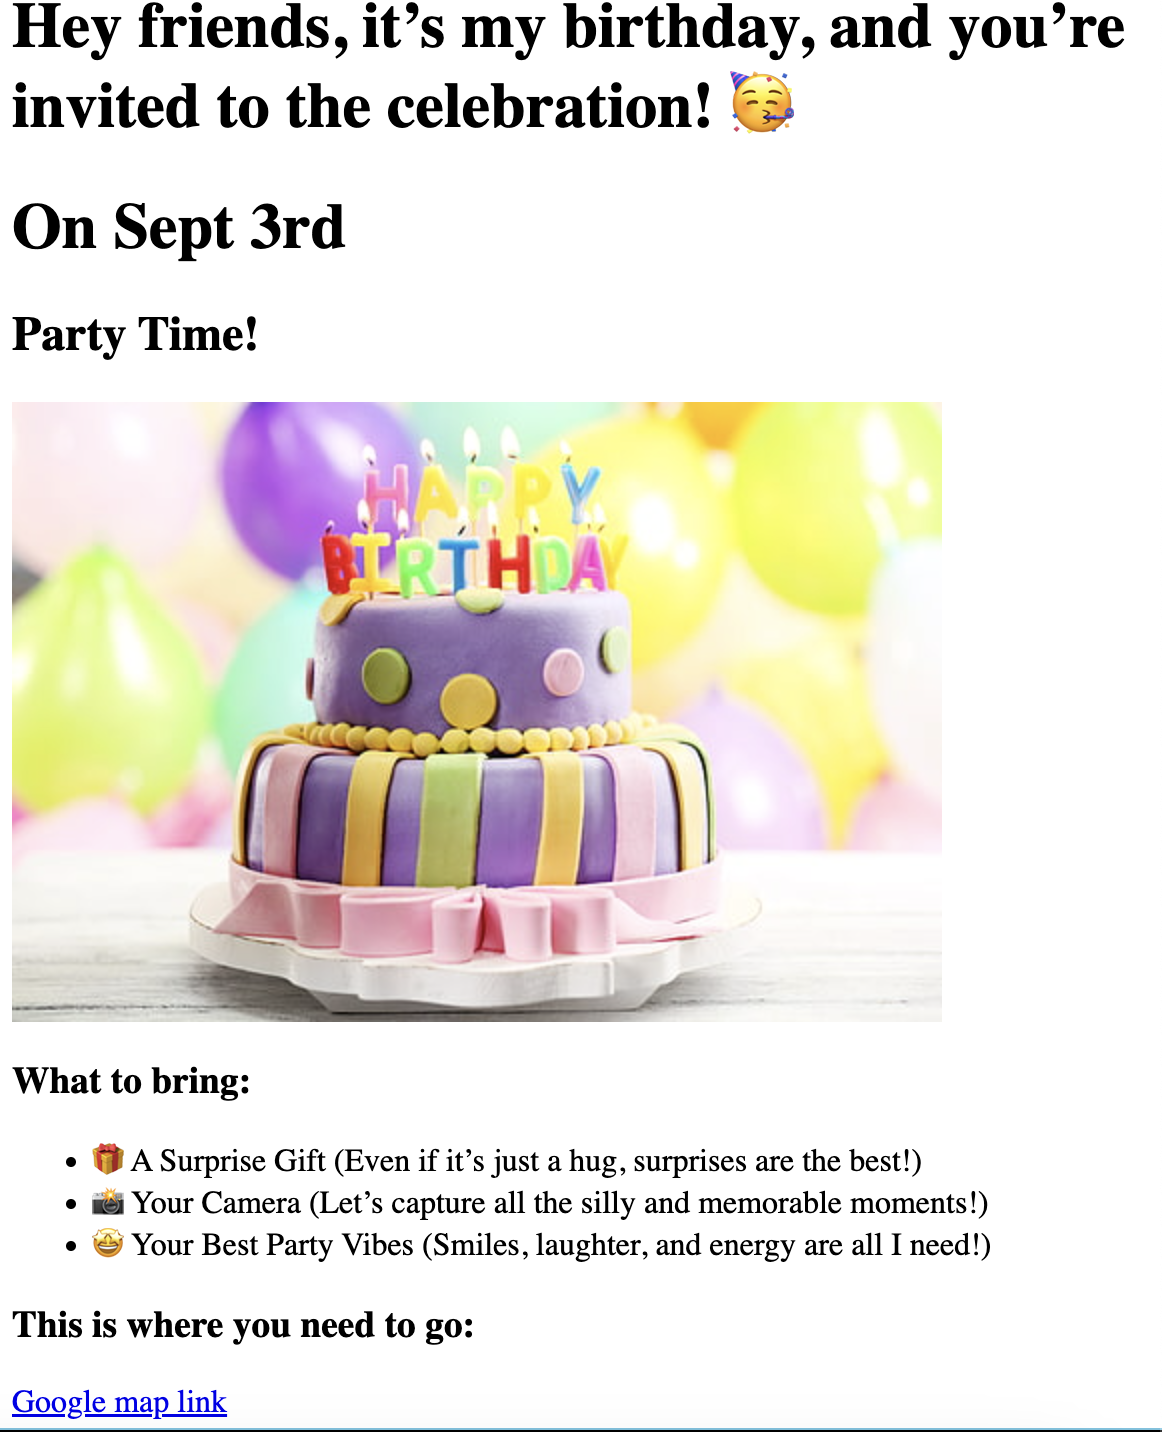 Hey friends, it’s my birthday, and you’re
invited to the celebration! 🥳
On Sept 3rd
Party Time!
HAPPY
BIRTHDAY
What to bring:
• 🎁 A Surprise Gift (Even if it’s just a hug, surprises are the best!)
• 📸 Your Camera (Let’s capture all the silly and memorable moments!)
• 🤩 Your Best Party Vibes (Smiles, laughter, and energy are all I need!)
This is where you need to go:
Google map link